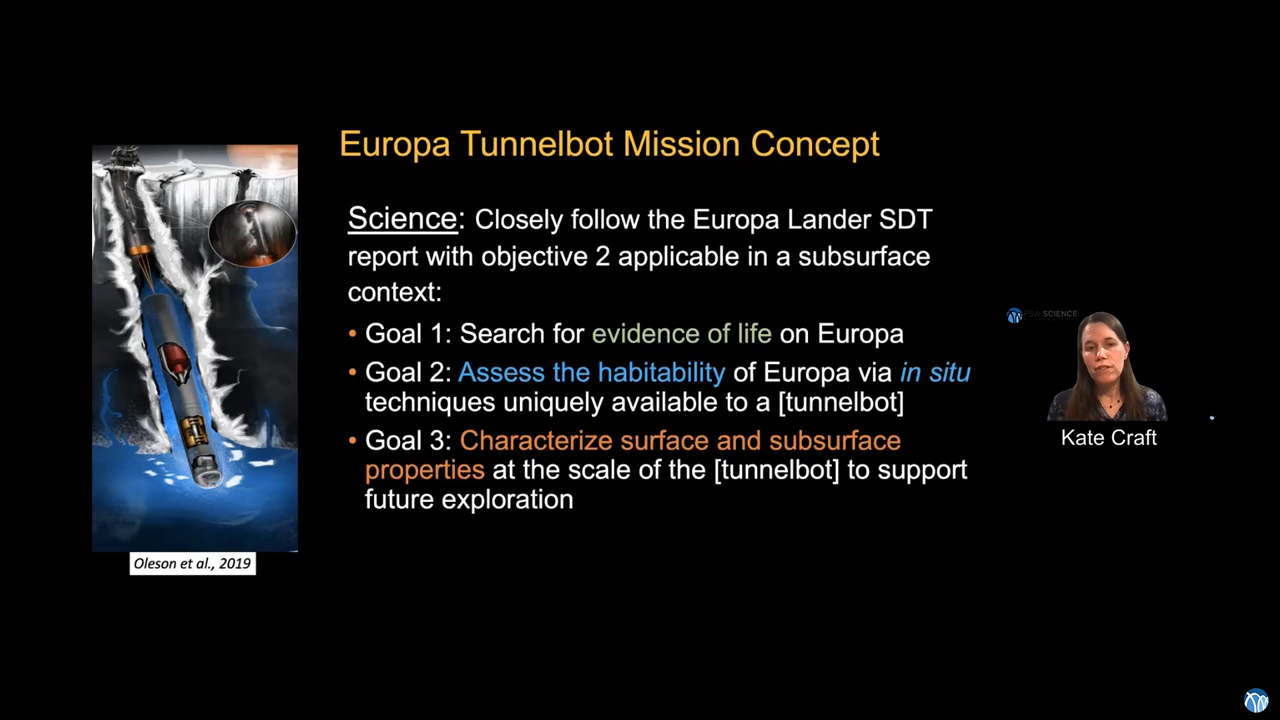 Europa Tunnelbot Mission Concept
Science: Closely follow the Europa Lander SDT
report with objective 2 applicable in a subsurface
context:
• Goal 1: Search for evidence of life on Europa
• Goal 2: Assess the habitability of Europa via in situ
techniques uniquely available to a [tunnelbot]
• Goal 3: Characterize surface and subsurface
properties at the scale of the [tunnelbot] to support
future exploration
Oleson et al., 2019
PSW SCIENCE
Kate Craft